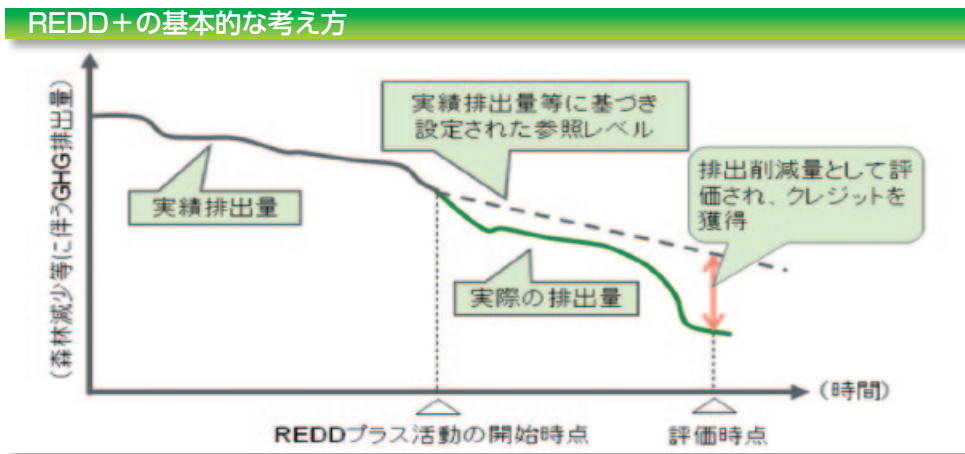 REDD＋の基本的な考え方
(森林減少等に伴うGHG排出量)
実績排出量等に基づき
設定された参照レベル
排出削減量として評
価され、クレジットを
獲得
実績排出量
実際の排出量
(時間)
REDDプラス活動の開始時点
評価時点